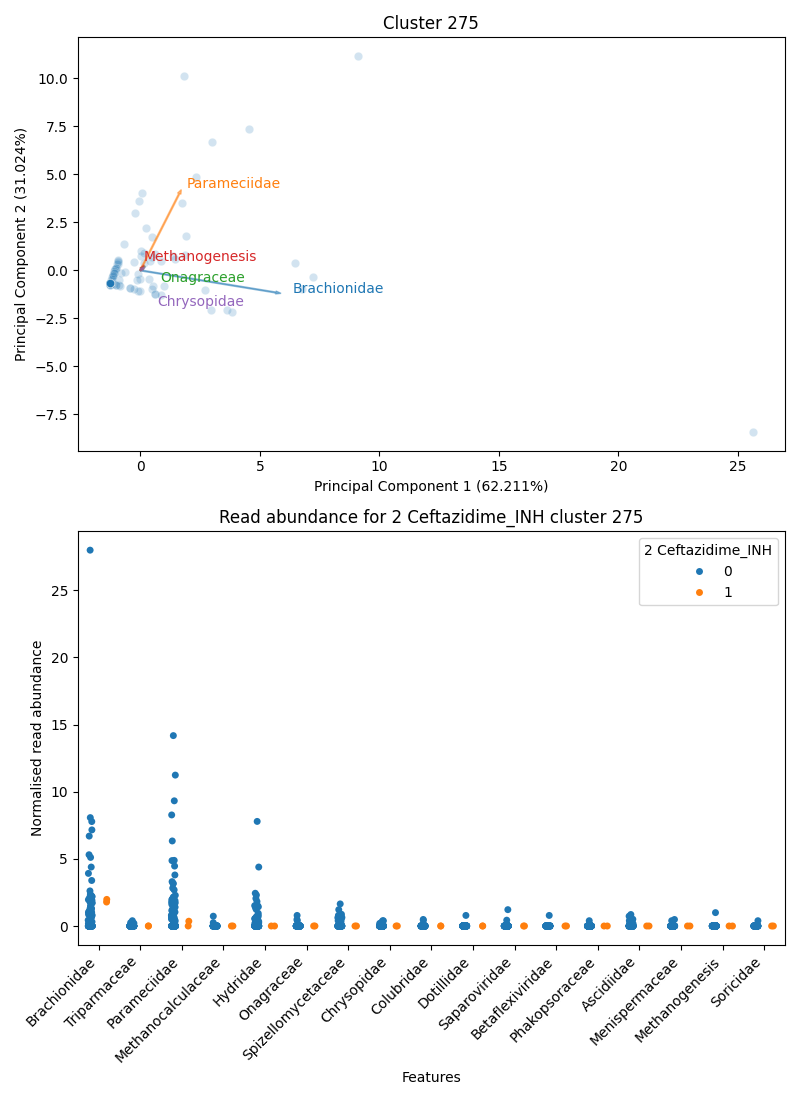 Cluster 275
10.0
7.5
5.0
2.5
0.0
−2.5
−5.0
−7.5
Principal Component 2 (31.024%)
Parameciidae
Methanogenesis
Onagraceae
Brachionidae
Chrysopidae
0 5 10 15 20 25
Principal Component 1 (62.211%)
Read abundance for 2 Ceftazidime_INH cluster 275
2 Ceftazidime_INH
0
1
25
20
15
10
5
0
Normalised read abundance
Brachionidae
Triparmaceae
Parameciidae
Methanocalculaceae
Hydridae
Onagraceae
Spizellomycetaceae
Chrysopidae
Colubridae
Dotillidae
Saparoviridae
Betaflexiviridae
Phakopsoraceae
Ascidiidae
Menispermaceae
Methanogenesis
Soricidae
Features